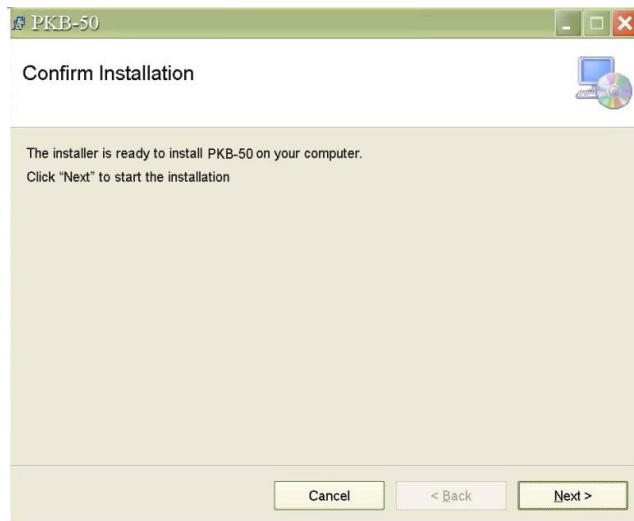 PKB-50
Confirm Installation
The installer is ready to install PKB-50 on your computer.
Click “Next” to start the installation
Cancel
< Back
Next >